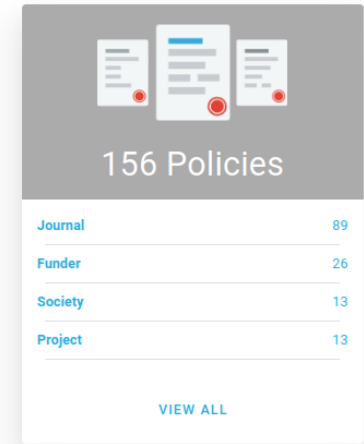 156 Policies
Journal 89
Funder 26
Society 13
Project 13
VIEW ALL